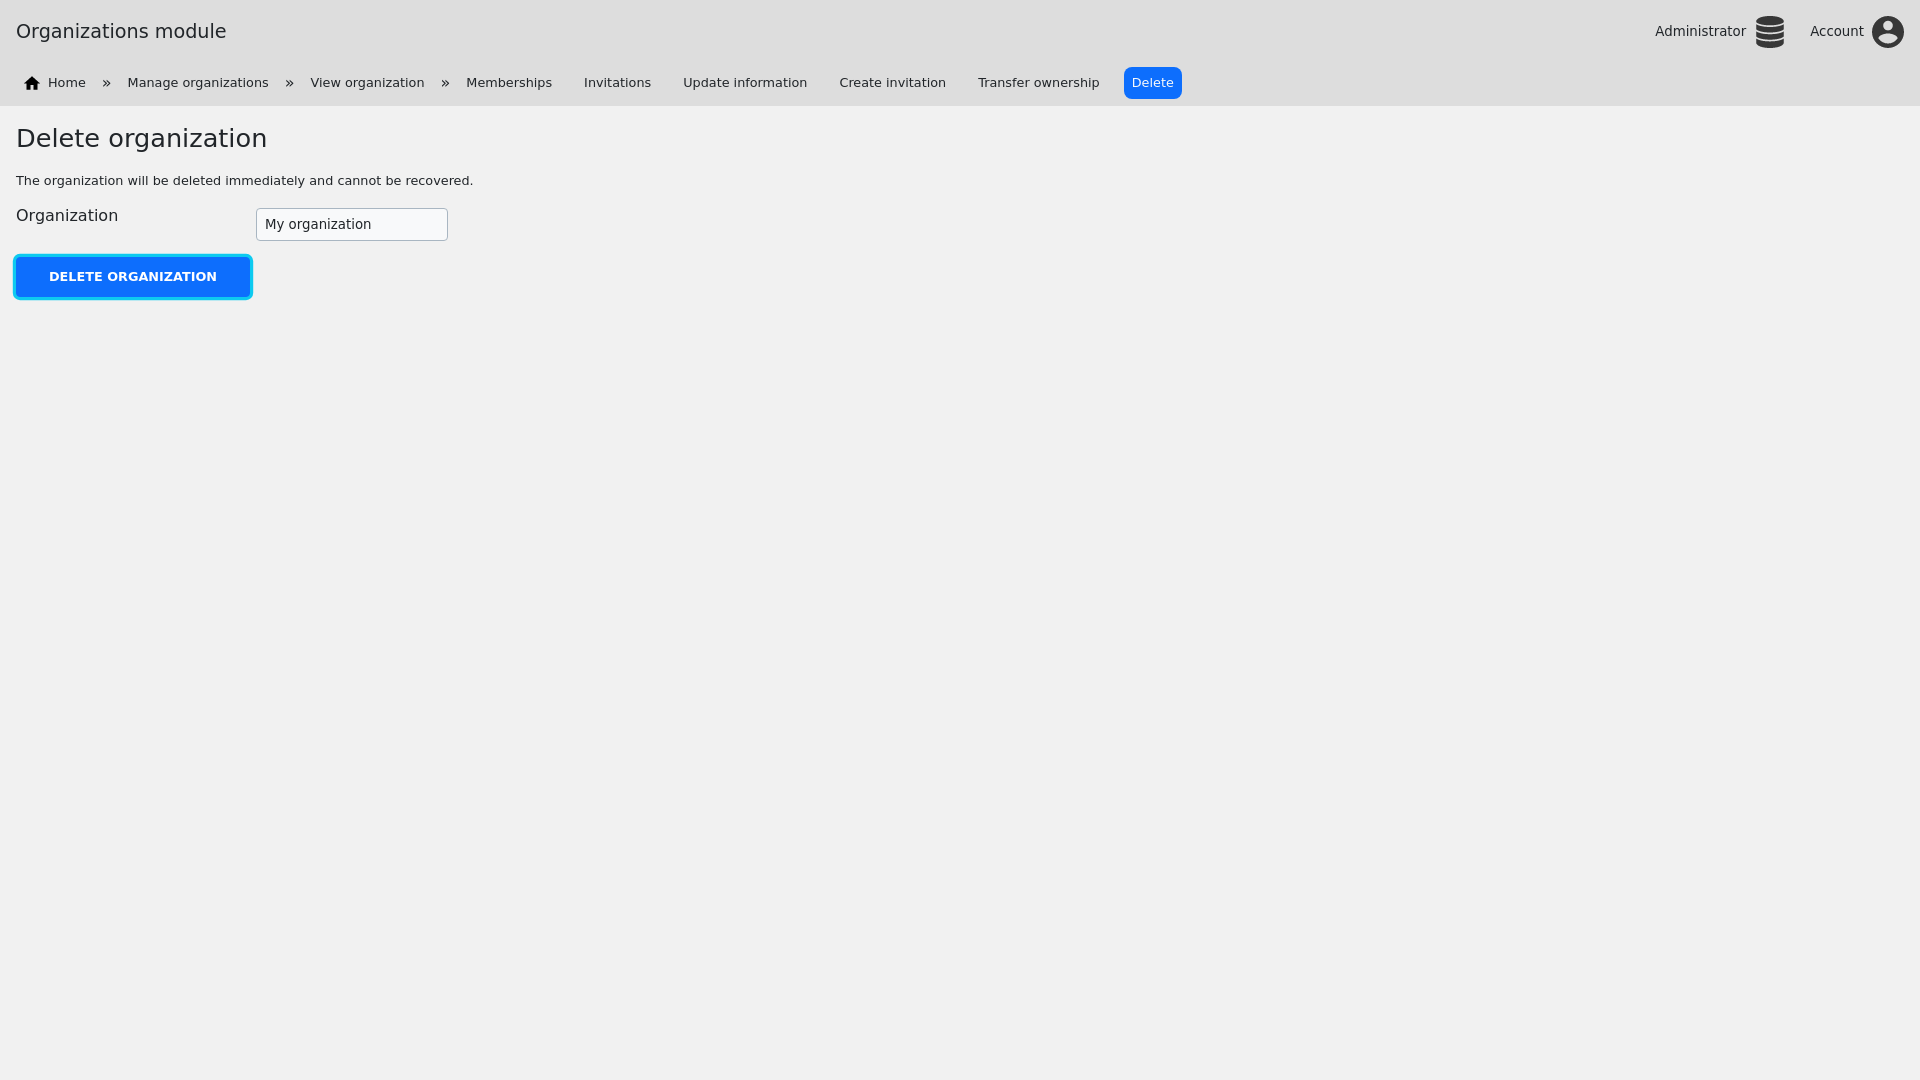 Organizations module
Administrator
Account
Home » Manage organizations » View organization » Memberships Invitations Update information Create invitation Transfer ownership Delete
Delete organization
The organization will be deleted immediately and cannot be recovered.
Organization
My organization
DELETE ORGANIZATION